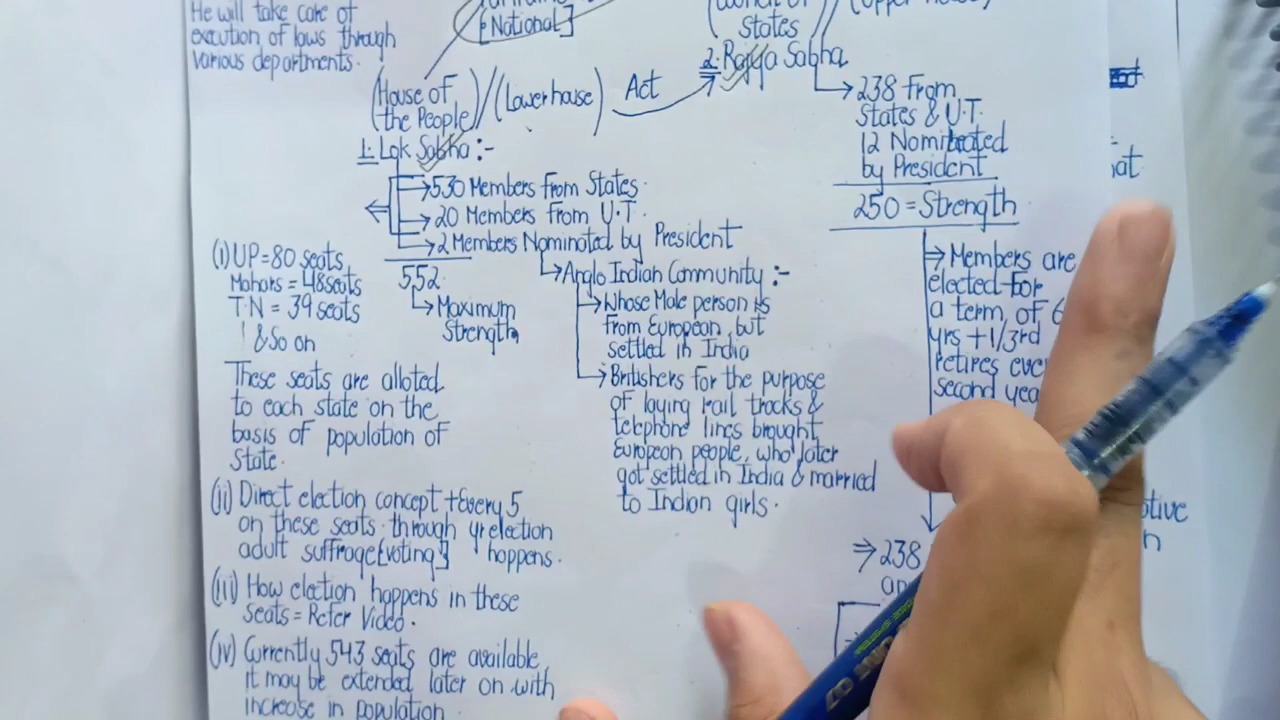 He will take care of
execution of laws through
various departments.
[National]
States
2. Rajya Sabha
(House of
the People) / (Lower house)
Act
238 From
States & U.T.
12 Nominated
by President
250 = Strength
1. Lok Sabha :-
530 Members from States.
20 Members from U.T.
2 Members Nominated by President
552
Maximum
Strength
Anglo Indian Community :-
Whose Male person is
from European, but
settled in India
Britishers for the purpose
of laying rail tracks &
telephone lines brought
European people, who later
got settled in India & married
to Indian girls.
Members are
elected for
a term of 6
yrs + 1/3rd
retires
second
(i) UP = 80 seats
= 48 seats
T.N = 39 seats
& So on
These seats are alloted
to each state on the
basis of population of
State.
(ii) Direct election concept + Every 5
on these seats through yr election
adult suffrage [voting] happens.
(iii) How election happens in these
seats = Refer Video.
(iv) Currently 543 seats are available,
it may be extended later on with
increase in population
⇒ 238